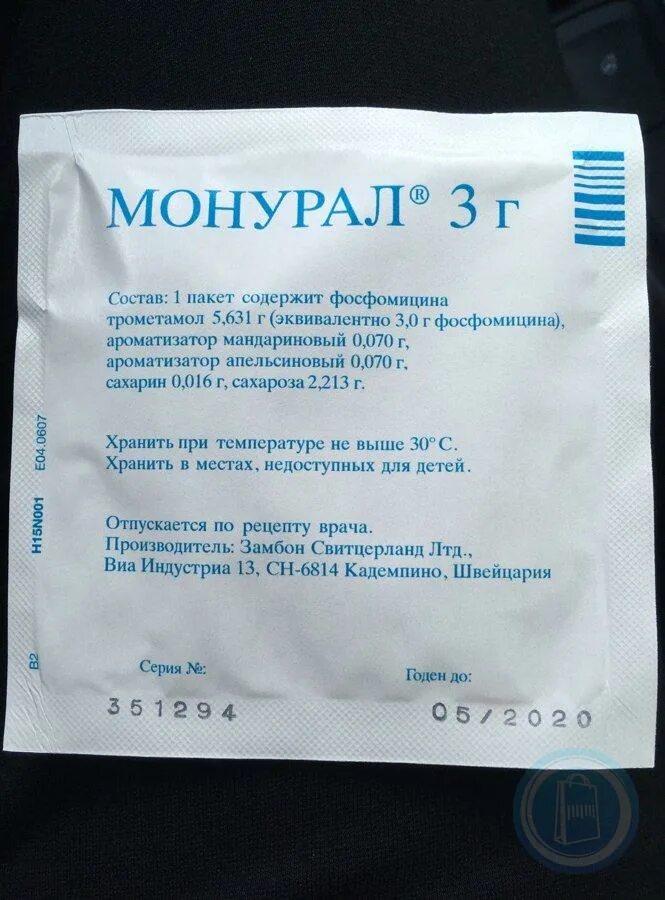 МОНУРАЛ® 3 г
Состав: 1 пакет содержит фосфомицина
трометамол 5,631 г (эквивалентно 3,0 г фосфомицина),
ароматизатор мандариновый 0,070 г,
ароматизатор апельсиновый 0,070 г,
сахарин 0,016 г, сахароза 2,213 г.
Хранить при температуре не выше 30° С.
Хранить в местах, недоступных для детей.
Отпускается по рецепту врача.
Производитель: Замбон Свитцерланд Лтд.,
Виа Индустриа 13, СН-6814 Кадемпино, Швейцария
Серия №:
351294
Годен до:
05/2020
B2
H15N001
E04.0607